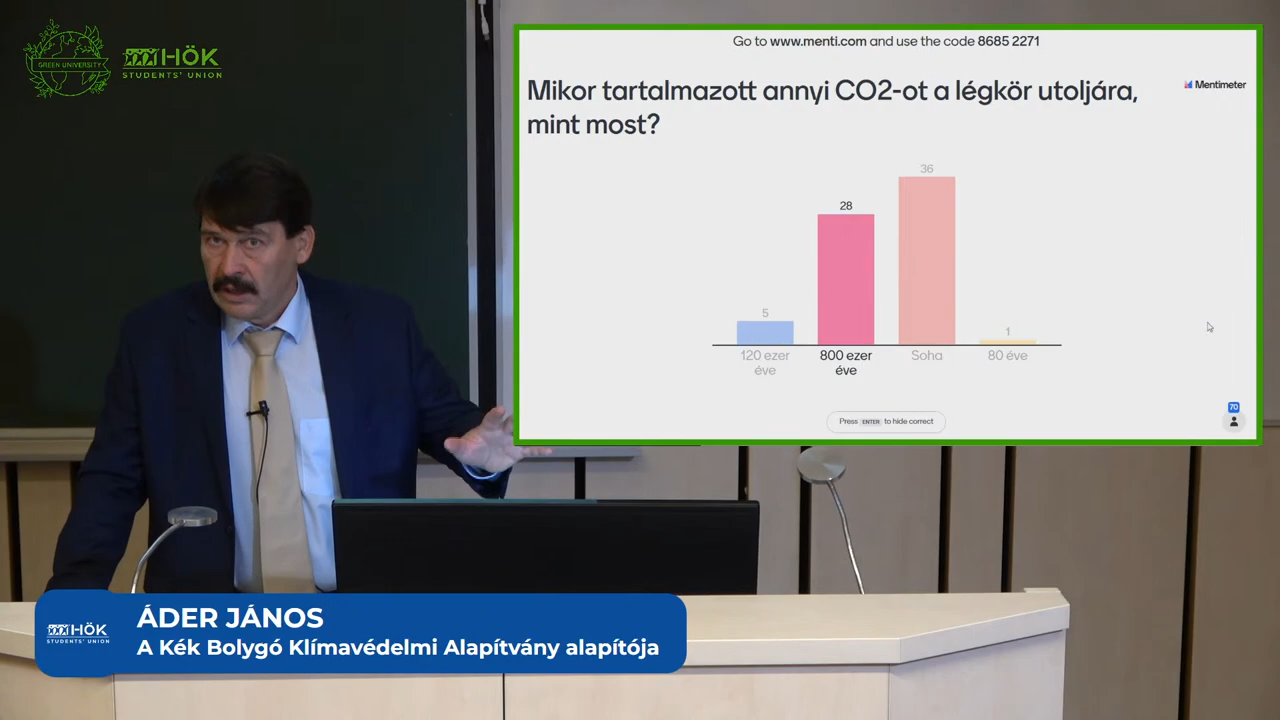 GREEN UNIVERSITY
HÖK
STUDENTS' UNION
Go to www.menti.com and use the code 8685 2271
Mikor tartalmazott annyi CO2-ot a légkör utoljára,
mint most?
Mentimeter
5
28
36
1
120 ezer
éve
800 ezer
éve
Soha
80 éve
Press ENTER to hide correct
70
HÖK
STUDENTS' UNION
ÁDER JÁNOS
A Kék Bolygó Klímavédelmi Alapítvány alapítója